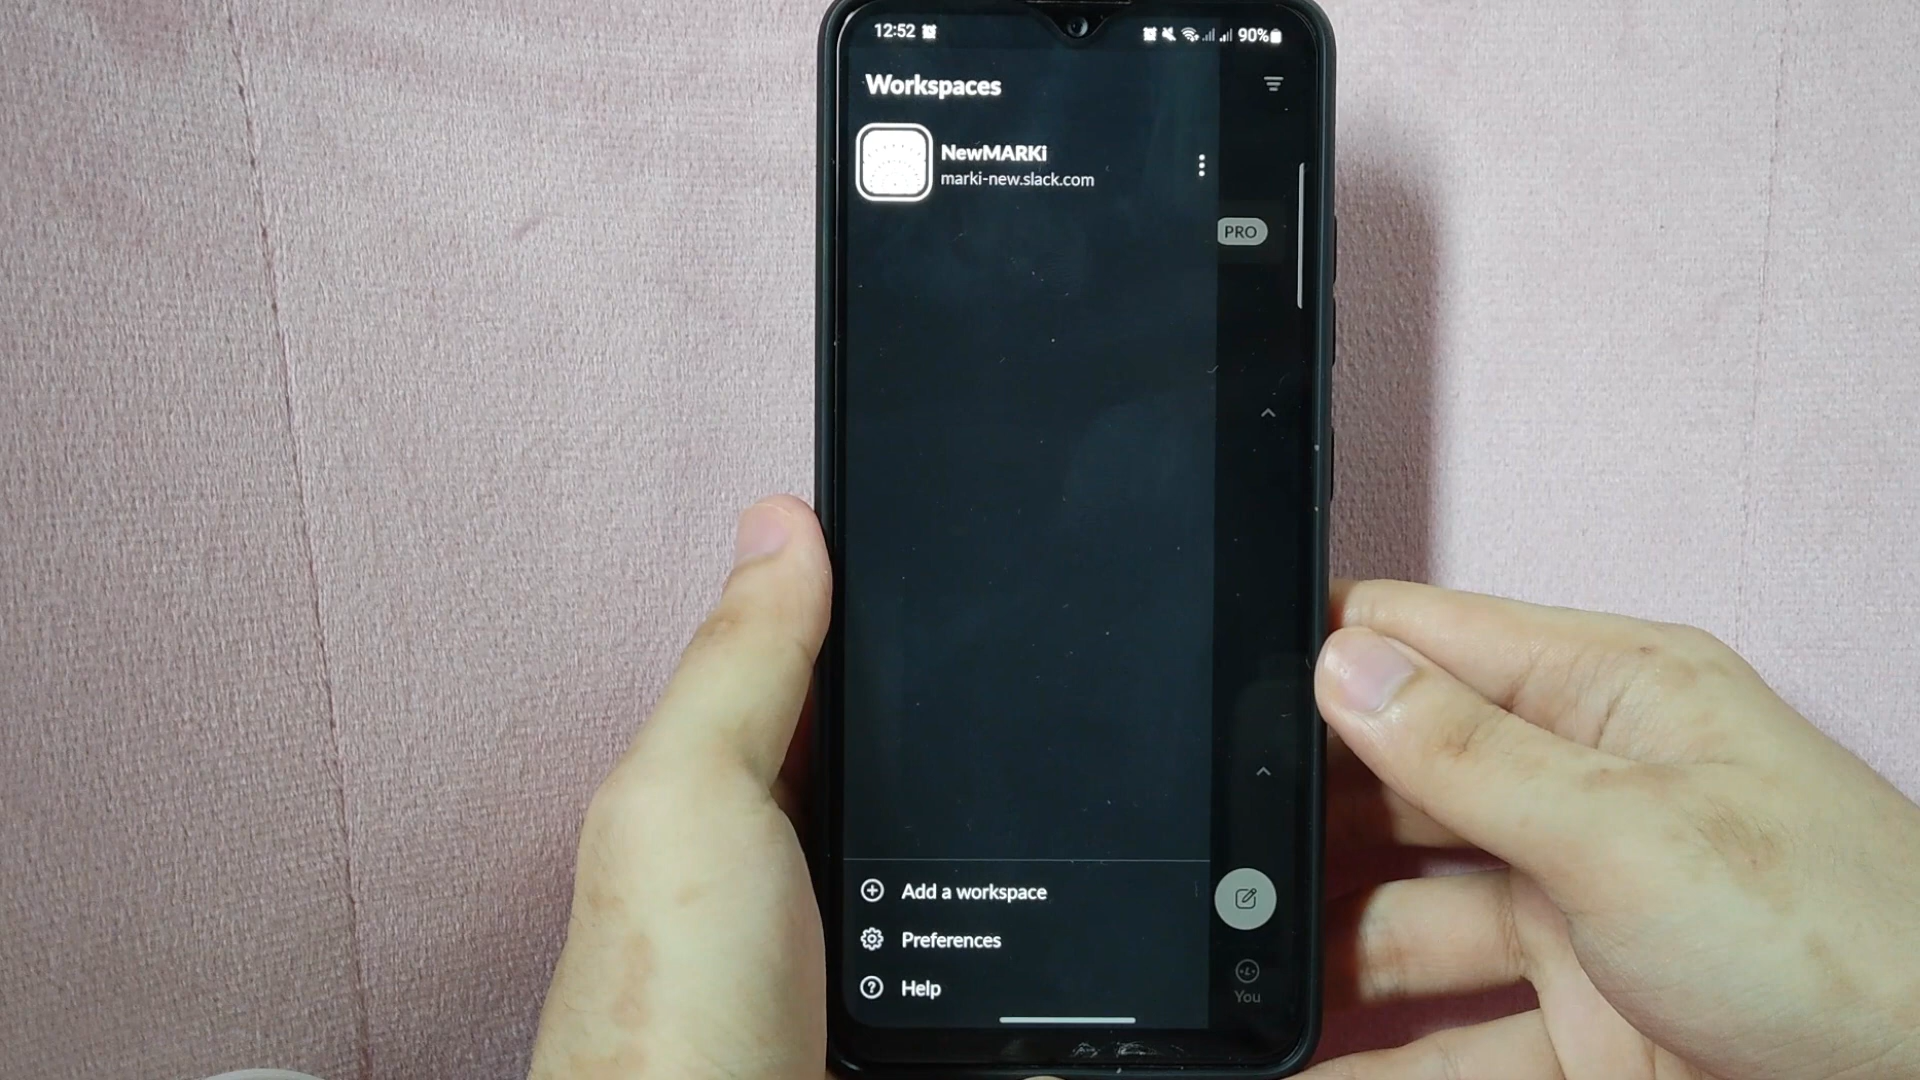 12:52
90%
Workspaces
NewMARKi
marki-new.slack.com
PRO
Add a workspace
Preferences
Help
You